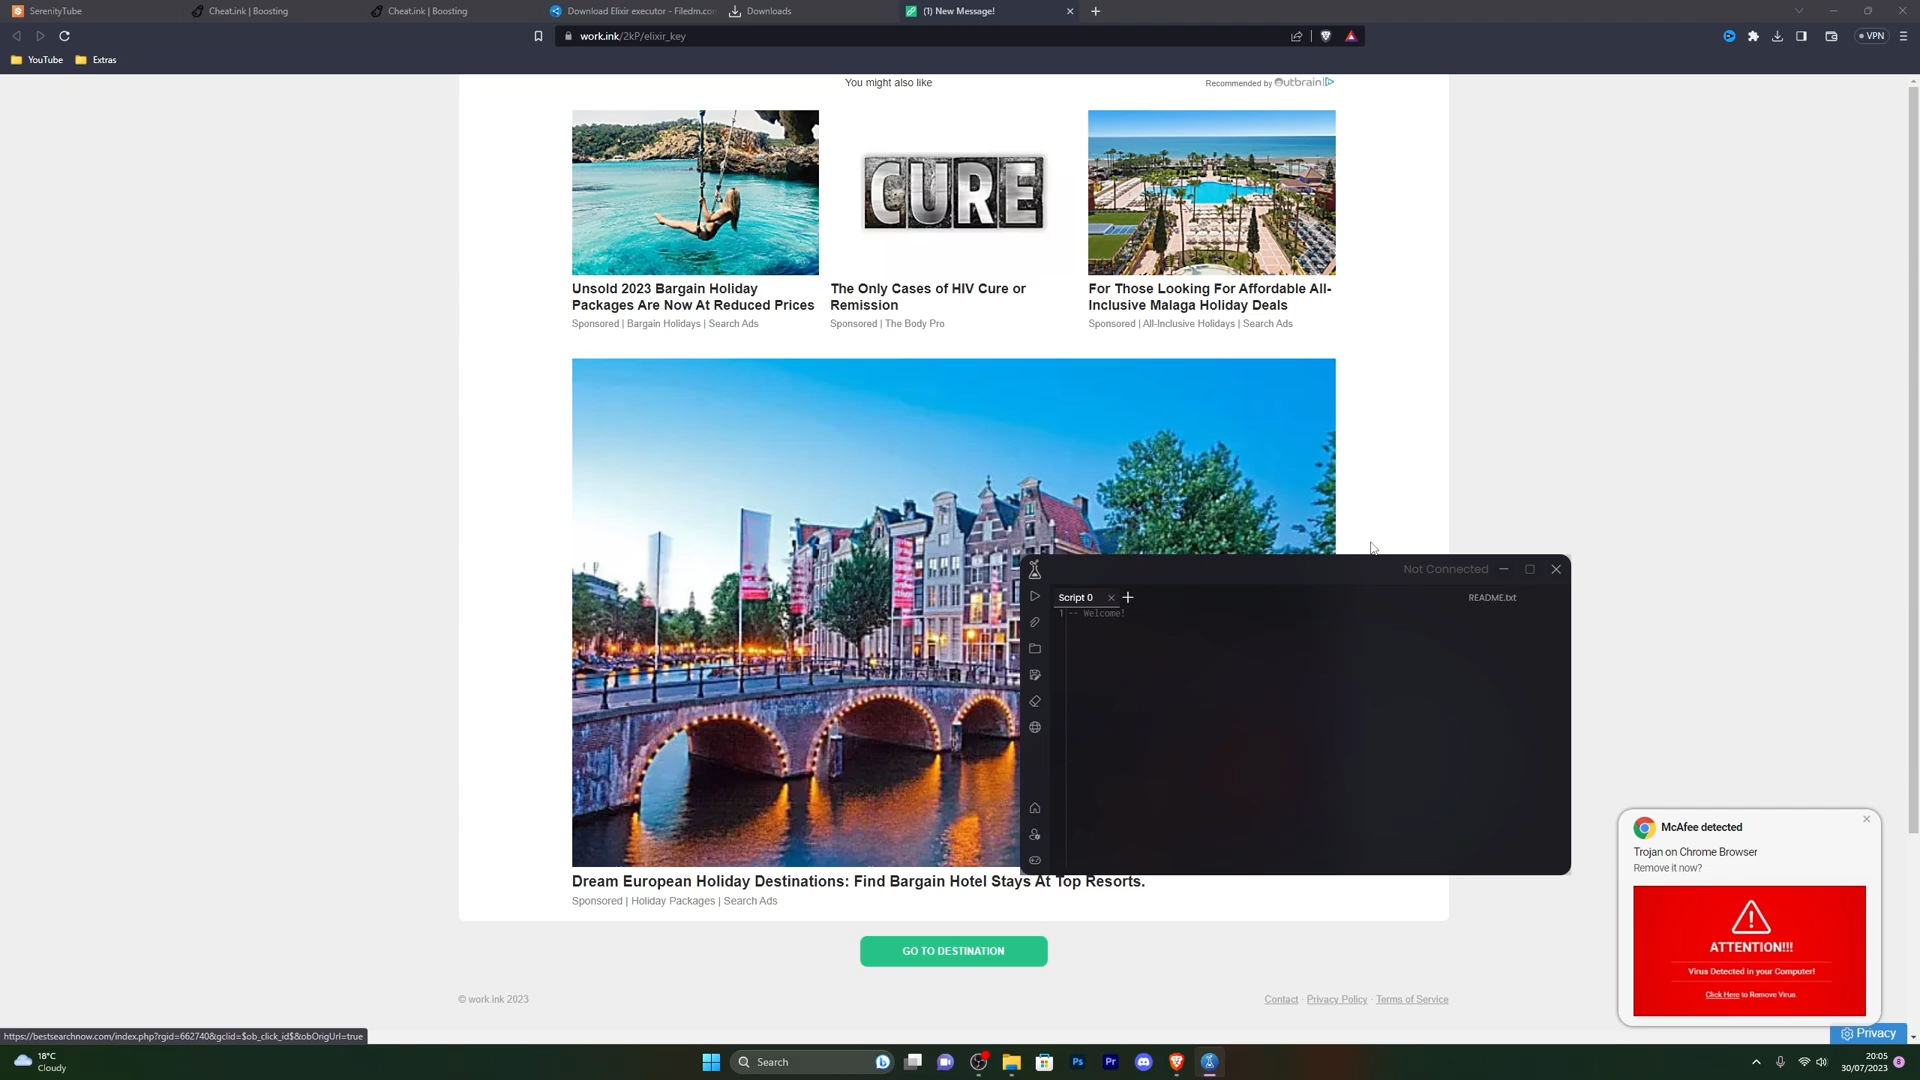 SerenityTube
Cheat.ink | Boosting
Cheat.ink | Boosting
Download Elixir executor - Filedm.co
Downloads
(1) New Message!
work.ink/2kP/elixir_key
VPN
YouTube
Extras
You might also like
Recommended by Outbrain
CURE
Unsold 2023 Bargain Holiday
Packages Are Now At Reduced Prices
Sponsored | Bargain Holidays | Search Ads
The Only Cases of HIV Cure or
Remission
Sponsored | The Body Pro
For Those Looking For Affordable All-
Inclusive Malaga Holiday Deals
Sponsored | All-Inclusive Holidays | Search Ads
Not Connected
Script 0
README.txt
1 -- Welcome!
Dream European Holiday Destinations: Find Bargain Hotel Stays At Top Resorts.
Sponsored | Holiday Packages | Search Ads
GO TO DESTINATION
© work.ink 2023
Contact · Privacy Policy · Terms of Service
McAfee detected
Trojan on Chrome Browser
Remove it now?
ATTENTION!!!
Virus Detected in your Computer!
Click Here to Remove Virus.
Privacy
https://bestsearchnow.com/index.php?rgid=662740&gclid=$ob_click_id$&obOrigUrl=true
18°C
Cloudy
Search
Ps
Pr
20:05
30/07/2023
8